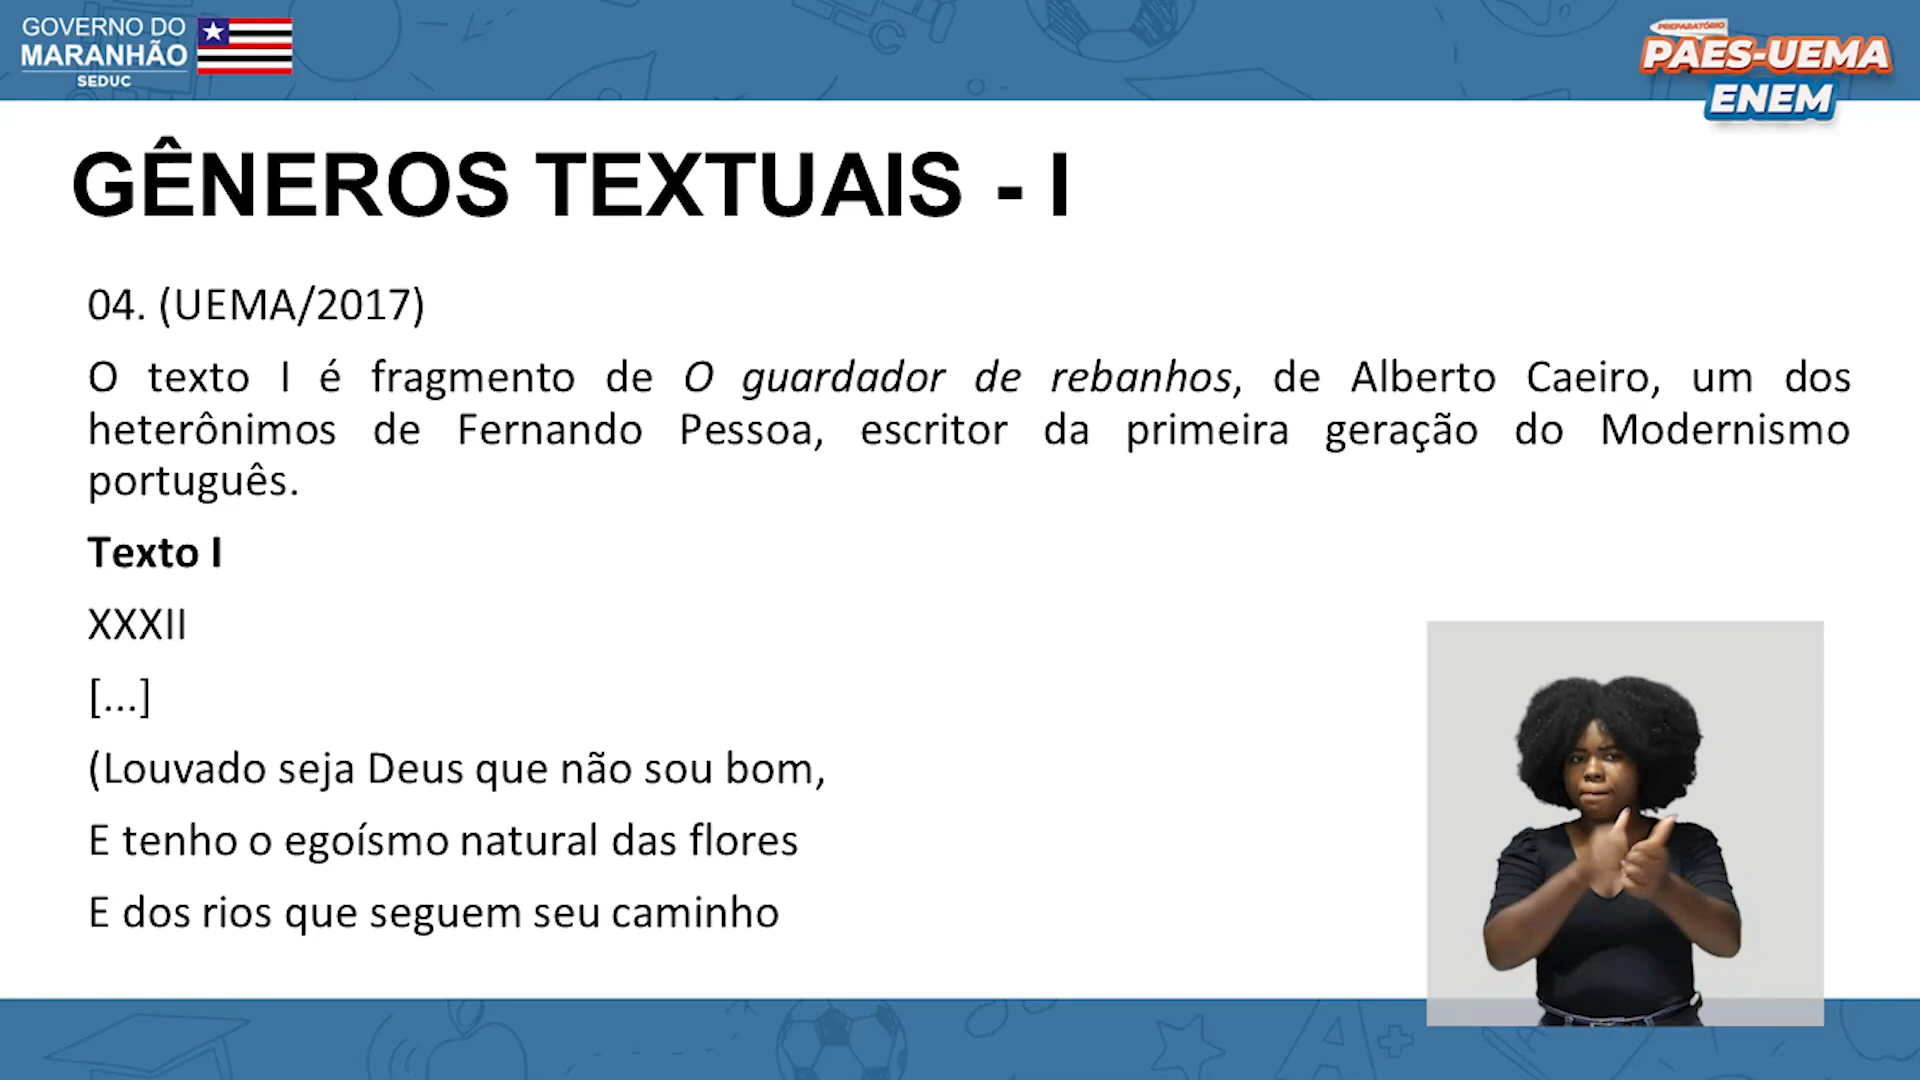 GOVERNO DO
MARANHÃO
SEDUC
PREPARATÓRIO
PAES-UEMA
ENEM
GÊNEROS TEXTUAIS - I
04. (UEMA/2017)
O texto I é fragmento de O guardador de rebanhos, de Alberto Caeiro, um dos
heterônimos de Fernando Pessoa, escritor da primeira geração do Modernismo
português.
Texto I
XXXII
[...]
(Louvado seja Deus que não sou bom,
E tenho o egoísmo natural das flores
E dos rios que seguem seu caminho